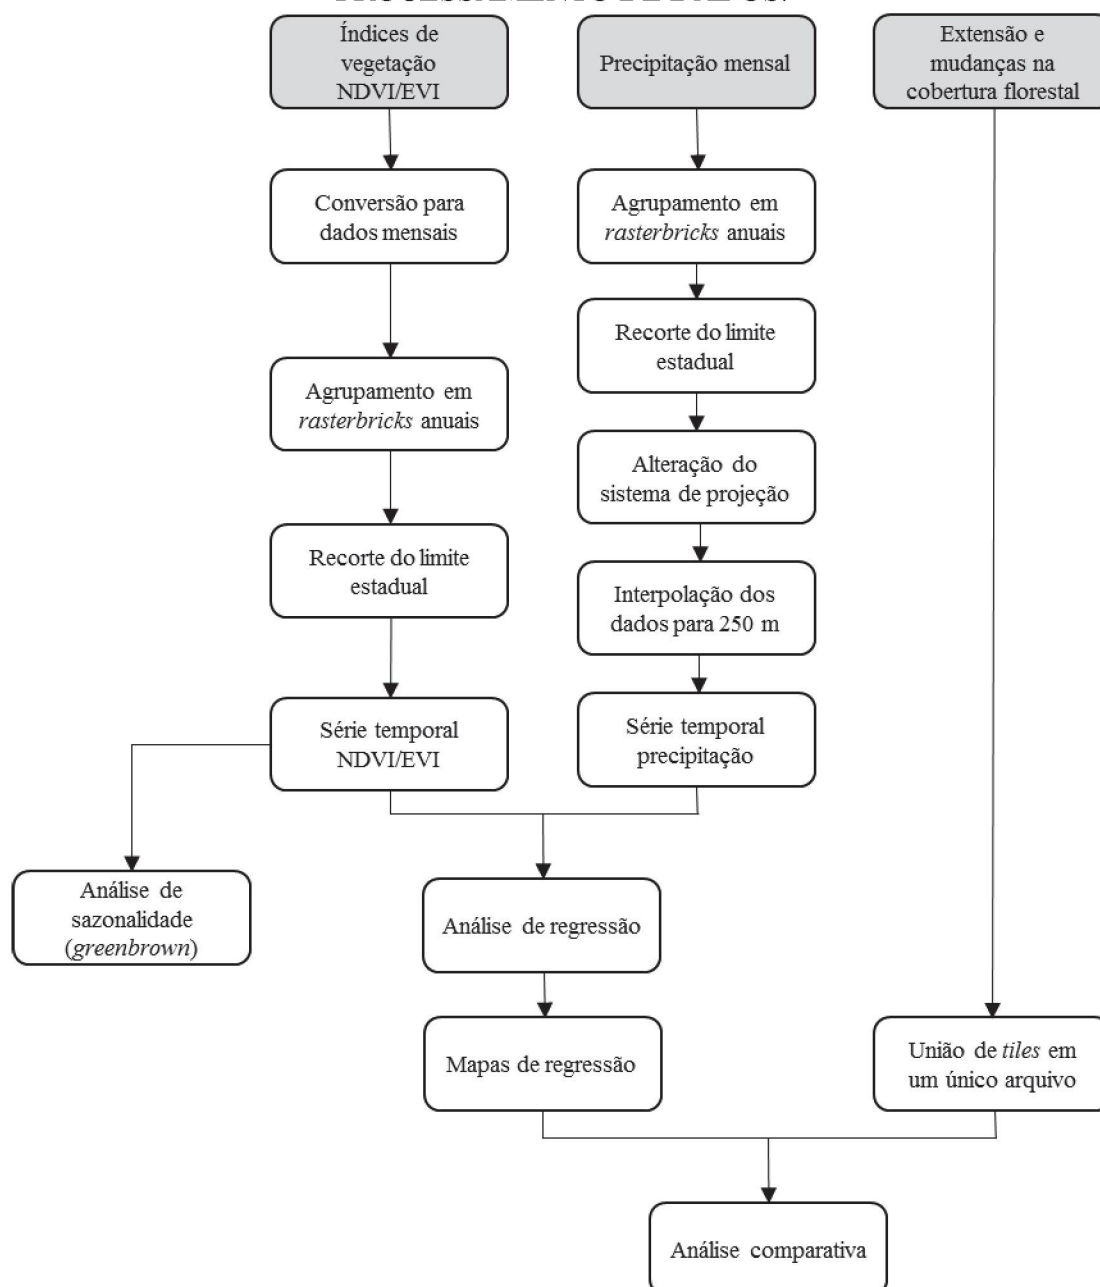 Índices de
vegetação
NDVI/EVI
Precipitação mensal
Extensão e
mudanças na
cobertura florestal
Conversão para
dados mensais
Agrupamento em
rasterbricks anuais
Recorte do limite
estadual
Agrupamento em
rasterbricks anuais
Alteração do
sistema de projeção
Recorte do limite
estadual
Interpolação dos
dados para 250 m
Série temporal
NDVI/EVI
Série temporal
precipitação
Análise de
sazonalidade
(greenbrown)
Análise de regressão
Mapas de regressão
União de tiles em
um único arquivo
Análise comparativa